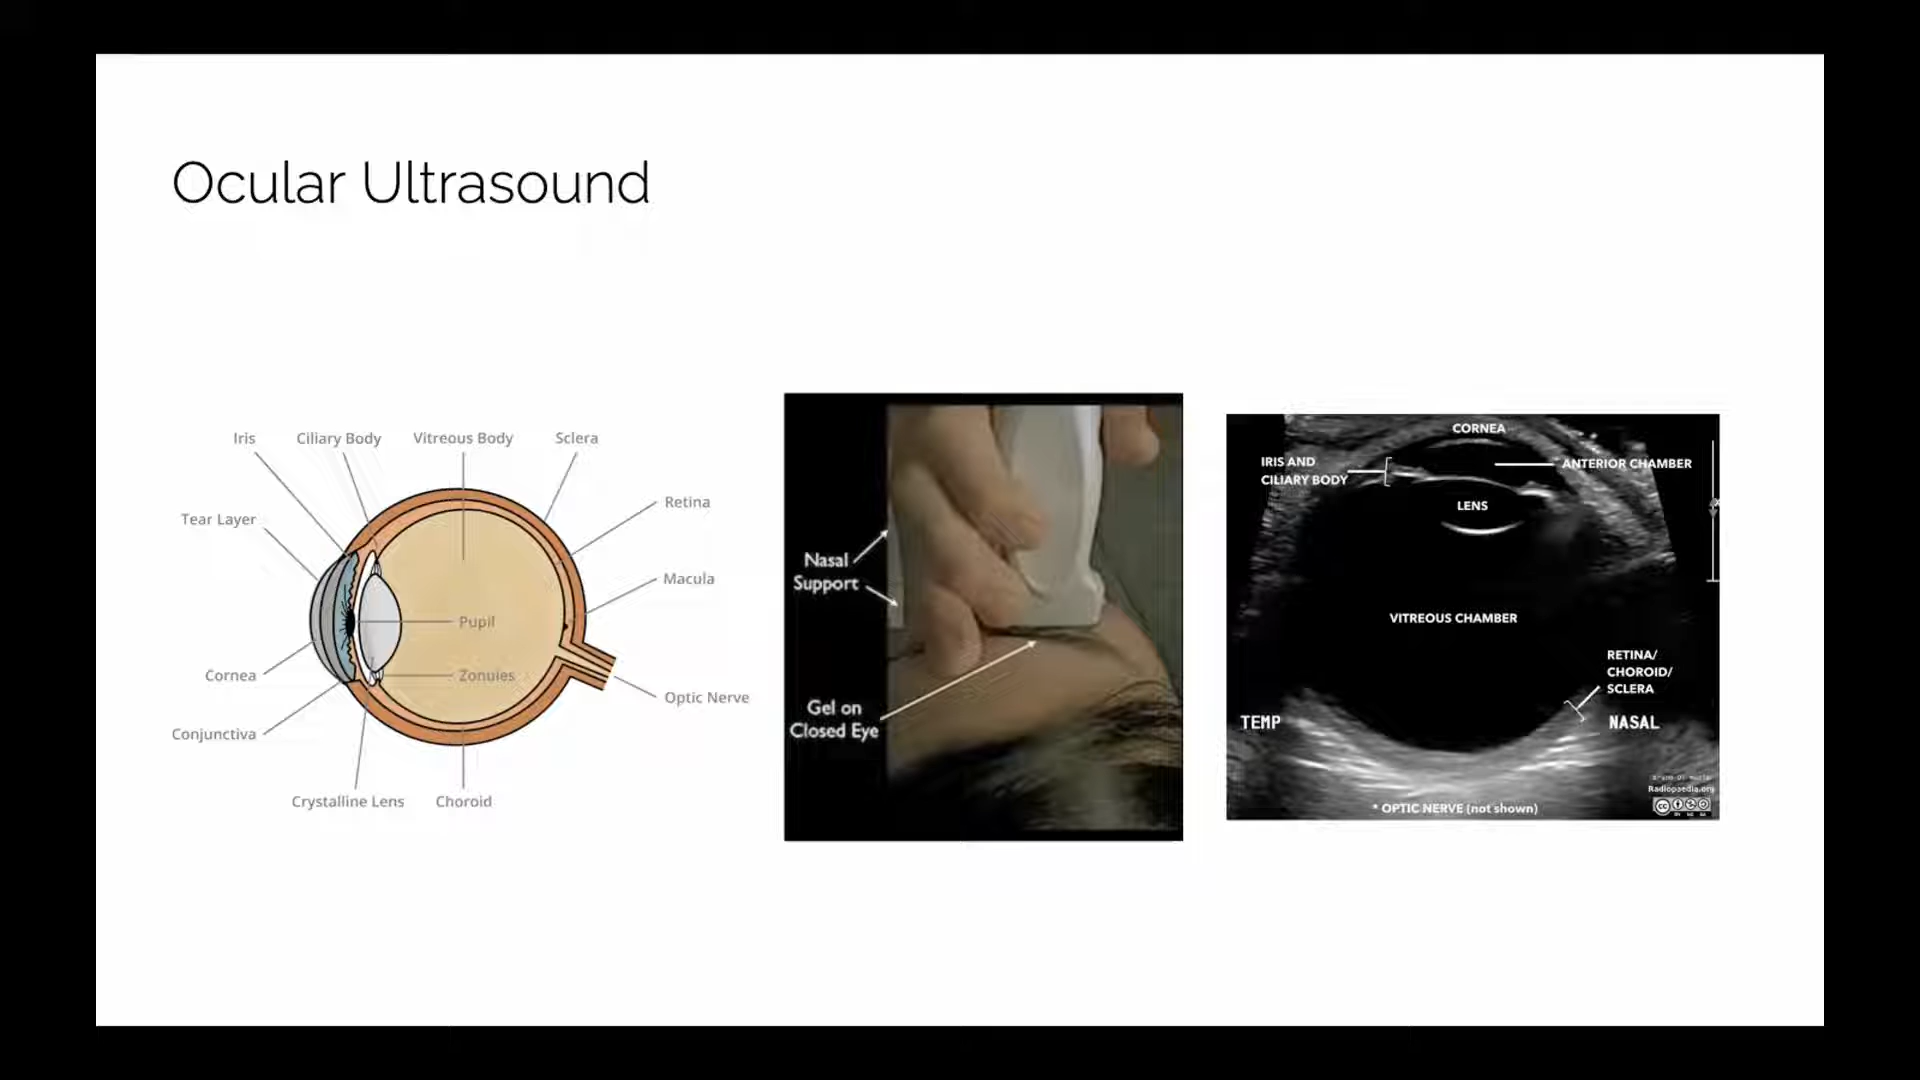 Ocular Ultrasound
Iris
Ciliary Body
Vitreous Body
Sclera
Retina
Tear Layer
Macula
Pupil
Cornea
Zonules
Optic Nerve
Conjunctiva
Crystalline Lens
Choroid
Nasal
Support
Gel on
Closed Eye
CORNEA
IRIS AND
CILIARY BODY
ANTERIOR CHAMBER
LENS
VITREOUS CHAMBER
RETINA/
CHOROID/
SCLERA
TEMP
NASAL
Radiopaedia.org
cc
* OPTIC NERVE (not shown)